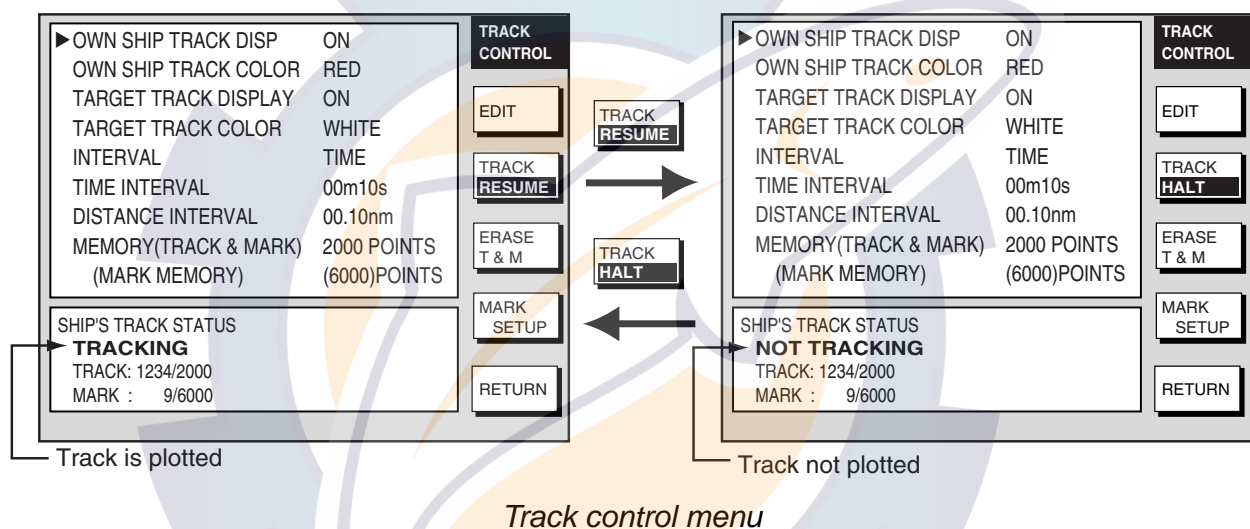 ▶OWN SHIP TRACK DISP ON
OWN SHIP TRACK COLOR RED
TARGET TRACK DISPLAY ON
TARGET TRACK COLOR WHITE
INTERVAL TIME
TIME INTERVAL 00m10s
DISTANCE INTERVAL 00.10nm
MEMORY(TRACK & MARK) 2000 POINTS
(MARK MEMORY) (6000)POINTS
SHIP'S TRACK STATUS
TRACKING
TRACK: 1234/2000
MARK : 9/6000
TRACK
CONTROL
EDIT
TRACK
RESUME
ERASE
T & M
MARK
SETUP
RETURN
Track is plotted
TRACK
RESUME
TRACK
HALT
▶OWN SHIP TRACK DISP ON
OWN SHIP TRACK COLOR RED
TARGET TRACK DISPLAY ON
TARGET TRACK COLOR WHITE
INTERVAL TIME
TIME INTERVAL 00m10s
DISTANCE INTERVAL 00.10nm
MEMORY(TRACK & MARK) 2000 POINTS
(MARK MEMORY) (6000)POINTS
SHIP'S TRACK STATUS
NOT TRACKING
TRACK: 1234/2000
MARK : 9/6000
TRACK
CONTROL
EDIT
TRACK
HALT
ERASE
T & M
MARK
SETUP
RETURN
Track not plotted
Track control menu